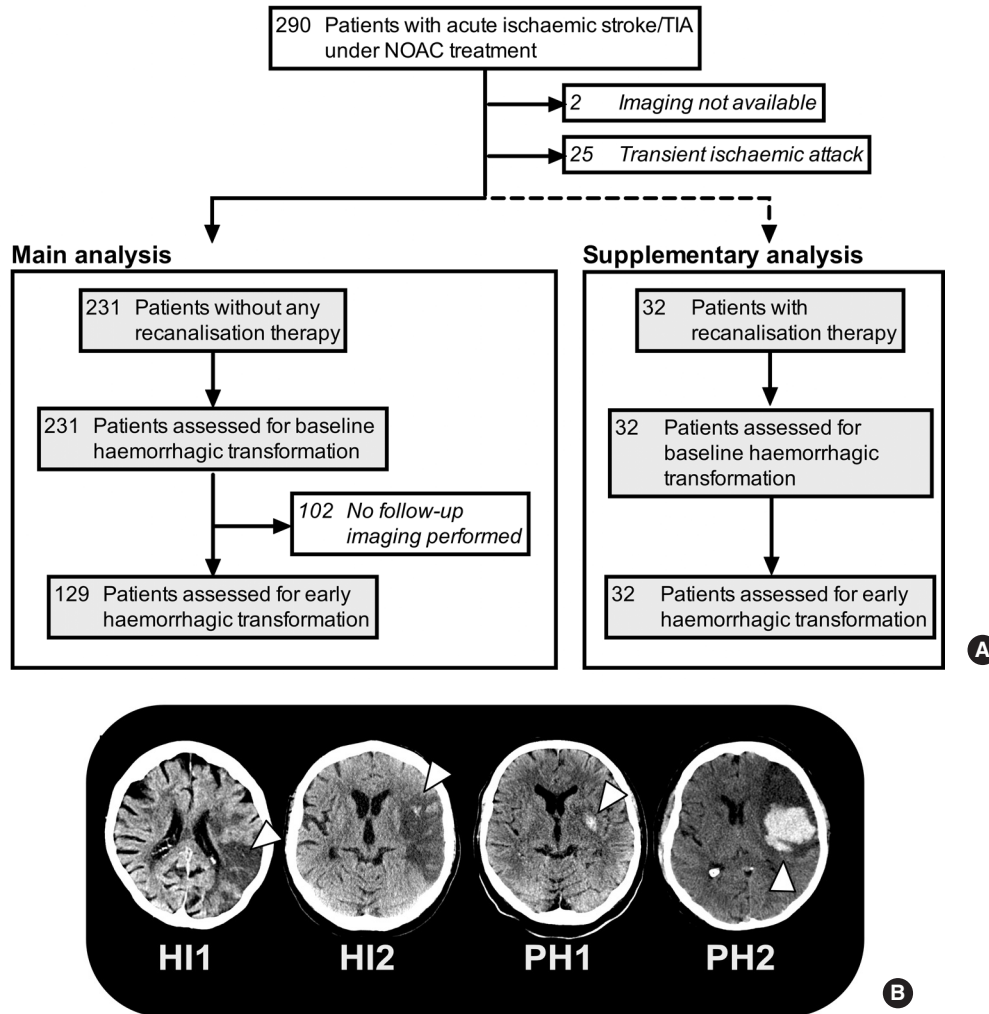 290 Patients with acute ischaemic stroke/TIA
under NOAC treatment
2 Imaging not available
25 Transient ischaemic attack
Main analysis
231 Patients without any
recanalisation therapy
231 Patients assessed for baseline
haemorrhagic transformation
102 No follow-up
imaging performed
129 Patients assessed for early
haemorrhagic transformation
Supplementary analysis
32 Patients with
recanalisation therapy
32 Patients assessed for
baseline haemorrhagic
transformation
32 Patients assessed for early
haemorrhagic transformation
A
HI1 HI2 PH1 PH2
B